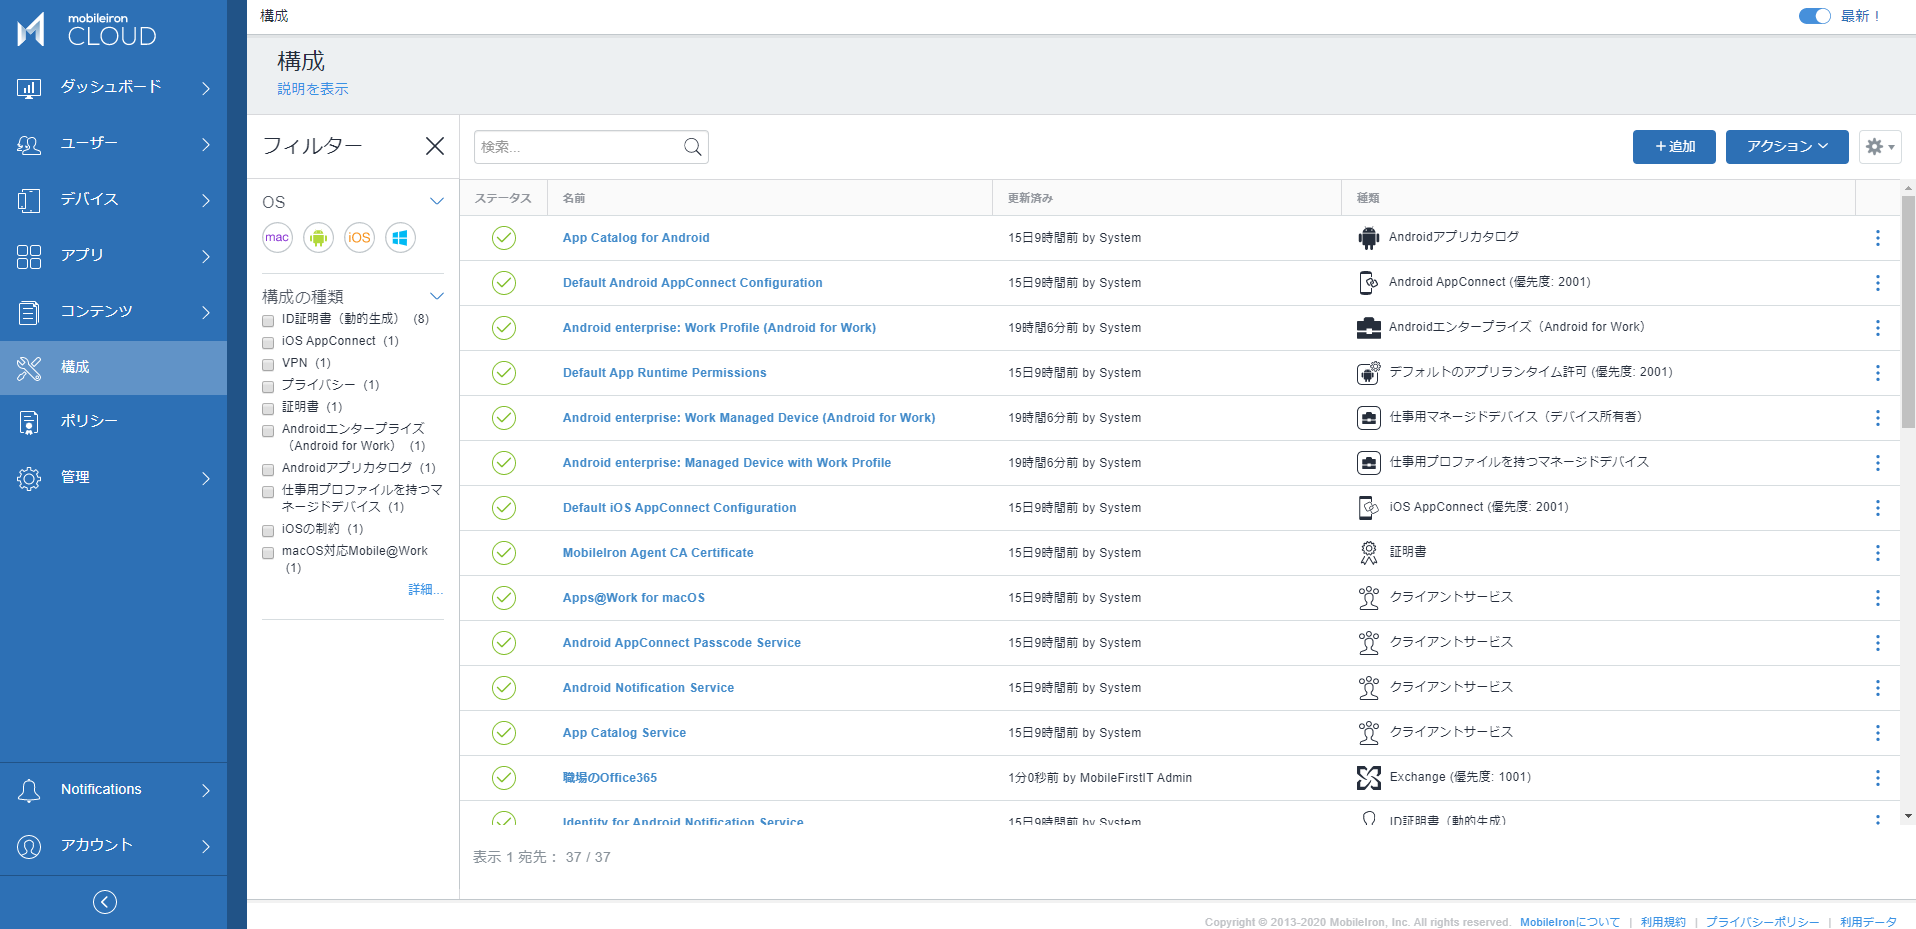 mobileiron
CLOUD
ダッシュボード
ユーザー
デバイス
アプリ
コンテンツ
構成
ポリシー
管理
Notifications
アカウント
構成
最新！
構成
説明を表示
フィルター
OS
mac
iOS
構成の種類
ID証明書（動的生成） (8)
iOS AppConnect (1)
VPN (1)
プライバシー (1)
証明書 (1)
Androidエンタープライズ
（Android for Work） (1)
Androidアプリカタログ (1)
仕事用プロファイルを持つマ
ネージドデバイス (1)
iOSの制約 (1)
macOS対応Mobile@Work
(1)
詳細...
検索...
+追加
アクション
ステータス 名前 更新済み 種類
App Catalog for Android 15日9時間前 by System Androidアプリカタログ
Default Android AppConnect Configuration 15日9時間前 by System Android AppConnect (優先度: 2001)
Android enterprise: Work Profile (Android for Work) 19時間6分前 by System Androidエンタープライズ（Android for Work）
Default App Runtime Permissions 15日9時間前 by System デフォルトのアプリランタイム許可 (優先度: 2001)
Android enterprise: Work Managed Device (Android for Work) 19時間6分前 by System 仕事用マネージドデバイス（デバイス所有者）
Android enterprise: Managed Device with Work Profile 19時間6分前 by System 仕事用プロファイルを持つマネージドデバイス
Default iOS AppConnect Configuration 15日9時間前 by System iOS AppConnect (優先度: 2001)
MobileIron Agent CA Certificate 15日9時間前 by System 証明書
Apps@Work for macOS 15日9時間前 by System クライアントサービス
Android AppConnect Passcode Service 15日9時間前 by System クライアントサービス
Android Notification Service 15日9時間前 by System クライアントサービス
App Catalog Service 15日9時間前 by System クライアントサービス
職場のOffice365 1分0秒前 by MobileFirstIT Admin Exchange (優先度: 1001)
Identity for Android Notification Service 15日9時間前 by System ID証明書（動的生成）
表示 1 宛先： 37 / 37
Copyright © 2013-2020 MobileIron, Inc. All rights reserved. MobileIronについて | 利用規約 | プライバシーポリシー | 利用データ